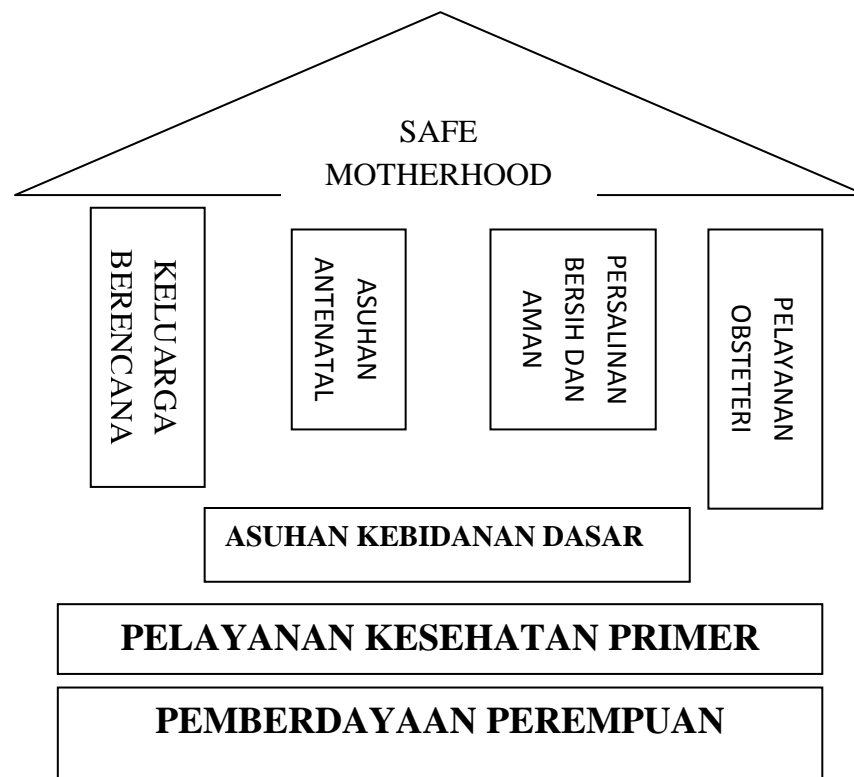 SAFE
MOTHERHOOD
KELUARGA
BERENCANA
ASUHAN
ANTENATAL
PERSALINAN
BERSIH DAN
AMAN
PELAYANAN
OBSTETERI
ASUHAN KEBIDANAN DASAR
PELAYANAN KESEHATAN PRIMER
PEMBERDAYAAN PEREMPUAN